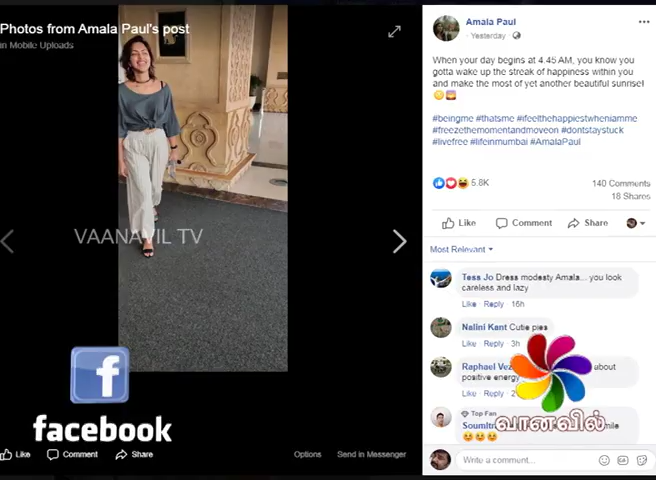 Photos from Amala Paul's post
in Mobile Uploads
VAANAVIL TV
facebook
Like Comment Share Options Send in Messenger
Amala Paul
Yesterday
When your day begins at 4.45 AM, you know you
gotta wake up the streak of happiness within you
and make the most of yet another beautiful sunrise!
#beingme #thatsme #ifeelthehappiestwheniamme
#freezethemomentandmoveon #dontstaystuck
#livefree #lifeinmumbai #AmalaPaul
5.8K 140 Comments
18 Shares
Like Comment Share
Most Relevant
Tess Jo Dress modesty Amala... you look
careless and lazy
Like Reply 16h
Nalini Kant Cutie pies
Like Reply 3h
Raphael about
positive energy
Like Reply
Top Fan
வானவில்
Write a comment...